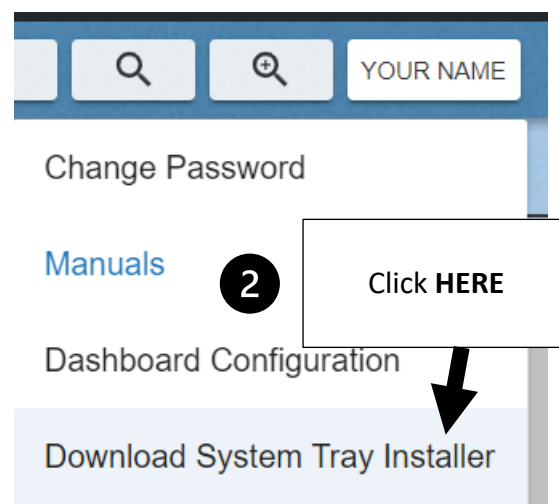 YOUR NAME
Change Password
Manuals
2
Click HERE
Dashboard Configuration
Download System Tray Installer